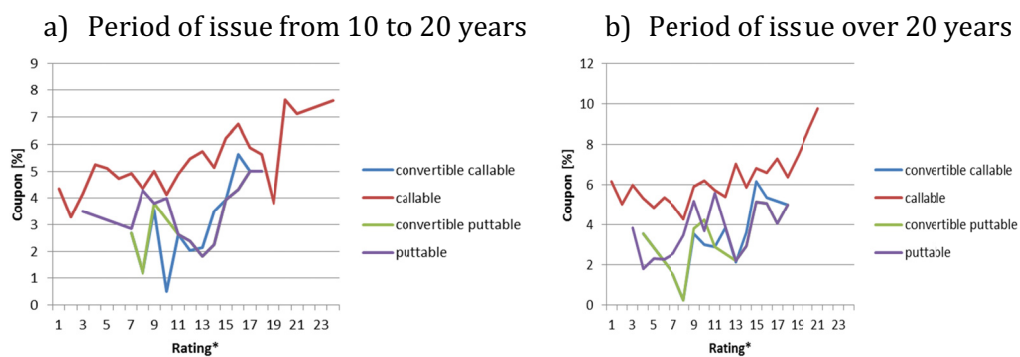 a) Period of issue from 10 to 20 years
9
8
7
6
5
4
3
2
1
0
Coupon [%]
1 3 5 7 9 11 13 15 17 19 21 23
Rating*
convertible callable
callable
convertible puttable
puttable
b) Period of issue over 20 years
12
10
8
6
4
2
0
Coupon [%]
1 3 5 7 9 11 13 15 17 19 21 23
Rating*
convertible callable
callable
convertible puttable
puttable